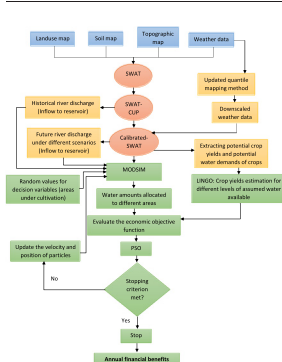 Landuse map
Soil map
Topographic
map
Weather data
SWAT
Updated quantile
mapping method
Historical river discharge
(Inflow to reservoir)
SWAT-
CUP
Downscaled
weather data
Future river discharge
under different scenarios
(Inflow to reservoir)
Calibrated-
SWAT
Extracting potential crop
yields and potential
water demands of crops
MODSIM
Random values for
decision variables (areas
under cultivation)
LINGO: Crop yields estimation for
different levels of assumed water
available
Water amounts allocated
to different areas
Evaluate the economic objective
function
Update the velocity and
position of particles
PSO
No
Stopping
criterion
met?
Yes
Stop
Annual financial benefits